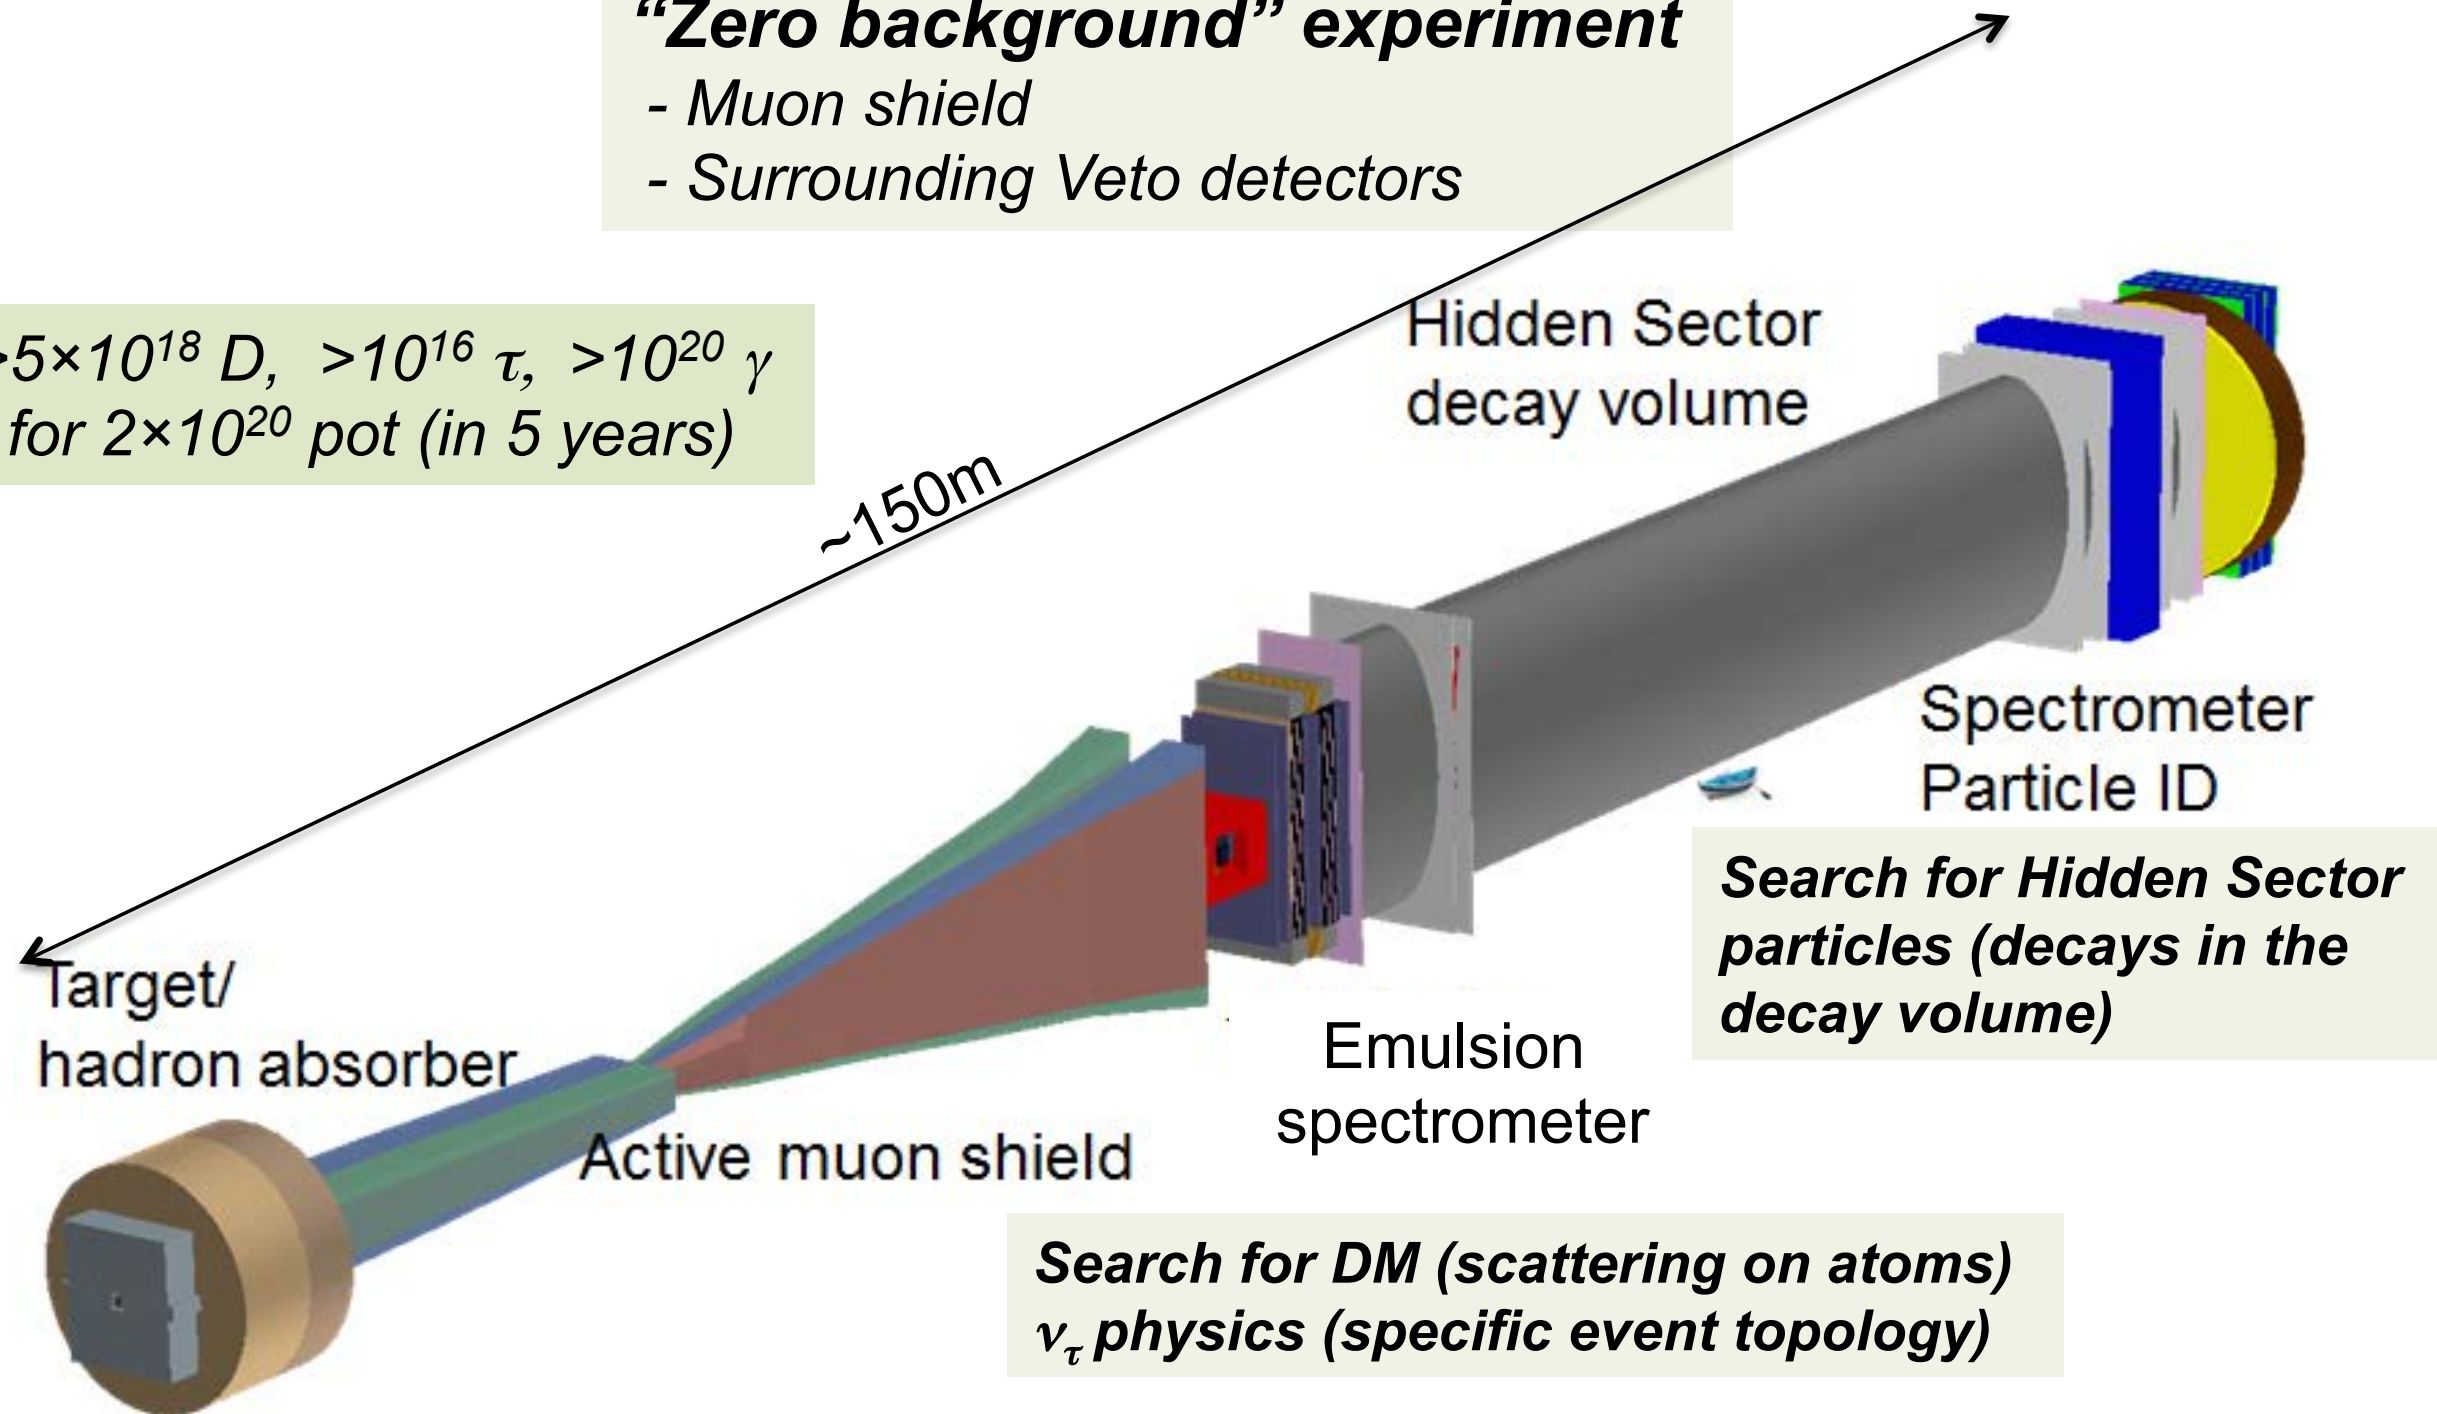 “Zero background” experiment
- Muon shield
- Surrounding Veto detectors
>5×10¹⁸ D, >10¹⁶ τ, >10²⁰ γ
for 2×10²⁰ pot (in 5 years)
~150m
Hidden Sector
decay volume
Spectrometer
Particle ID
Search for Hidden Sector
particles (decays in the
decay volume)
Target/
hadron absorber
Active muon shield
Emulsion
spectrometer
Search for DM (scattering on atoms)
ντ physics (specific event topology)